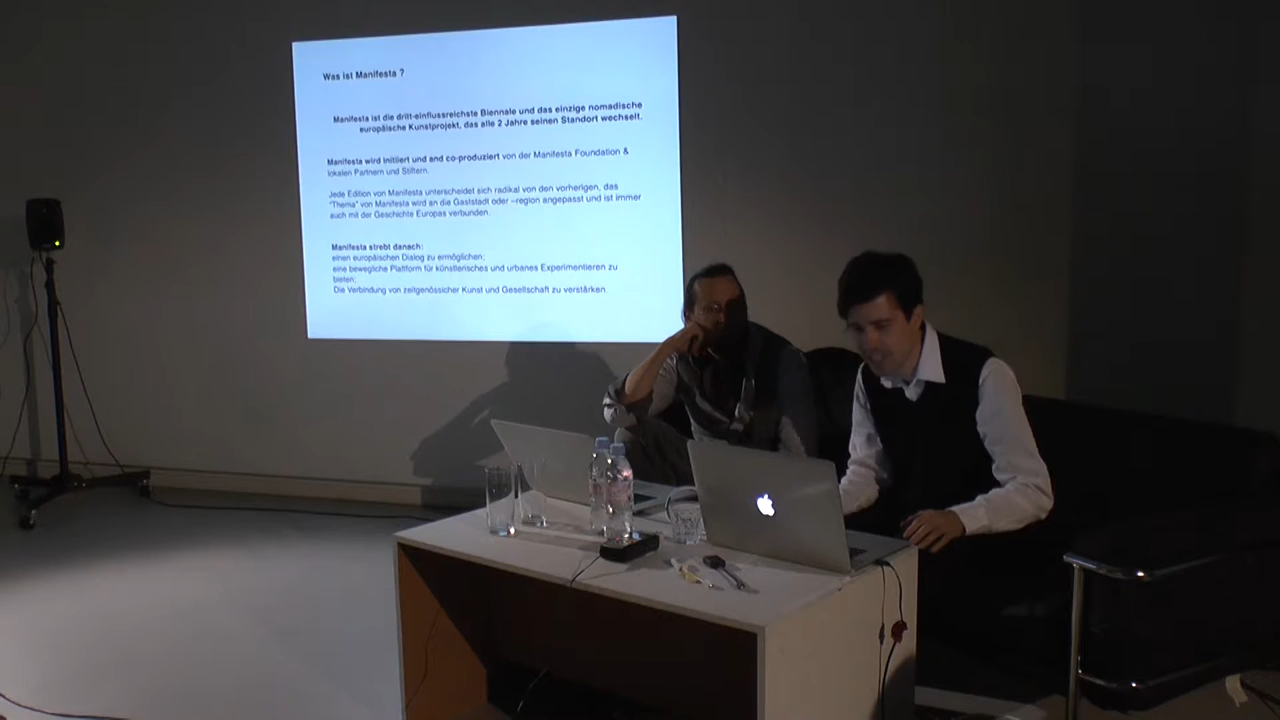 Was ist Manifesta ?
Manifesta ist die dritt-einflussreichste Biennale und das einzige nomadische
europäische Kunstprojekt, das alle 2 Jahre seinen Standort wechselt.
Manifesta wird initiiert und and co-produziert von der Manifesta Foundation &
lokalen Partnern und Stiftern.
Jede Edition von Manifesta unterscheidet sich radikal von den vorherigen, das
"Thema" von Manifesta wird an die Gaststadt oder –region angepasst und ist immer
auch mit der Geschichte Europas verbunden.
Manifesta strebt danach:
einen europäischen Dialog zu ermöglichen;
eine bewegliche Plattform für künstlerisches und urbanes Experimentieren zu
bieten;
Die Verbindung von zeitgenössicher Kunst und Gesellschaft zu verstärken.